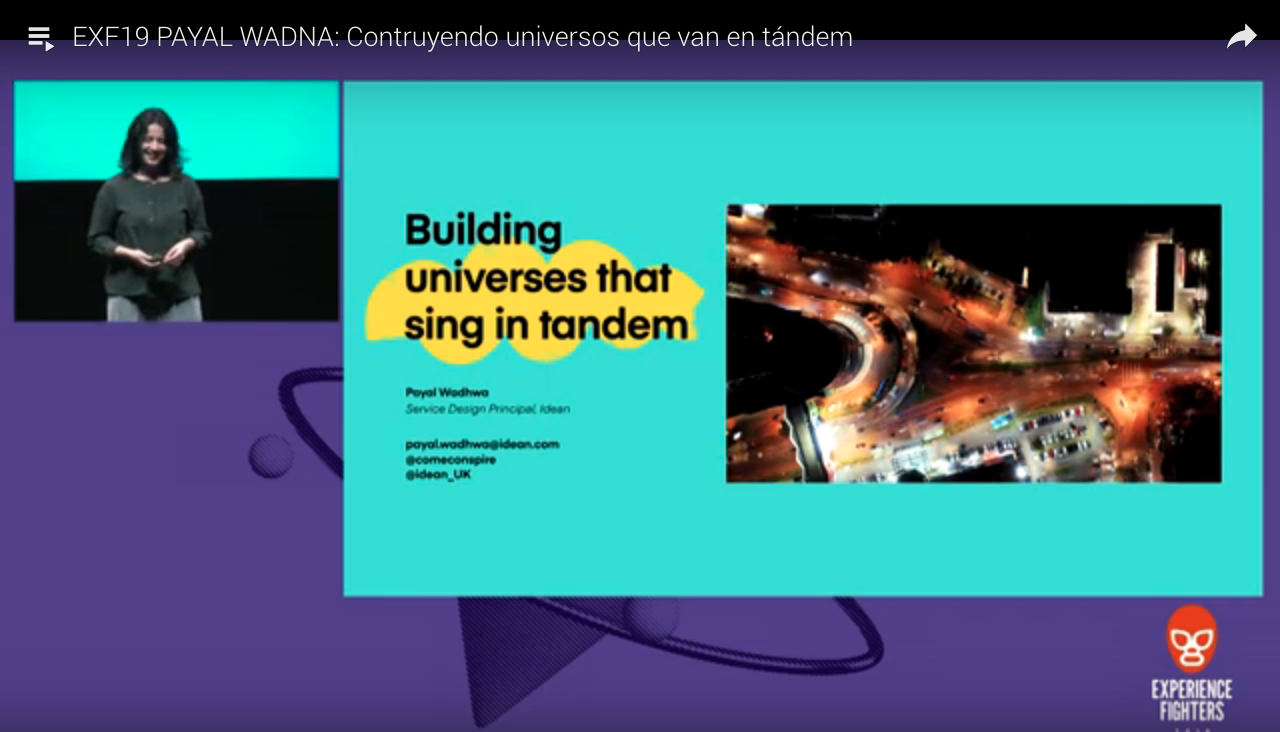 EXF19 PAYAL WADNA: Contruyendo universos que van en tándem
Building
universes that
sing in tandem
Payal Wadhwa
Service Design Principal, Idean
payal.wadhwa@idean.com
@comeconspire
@idean_UK
EXPERIENCE
FIGHTERS